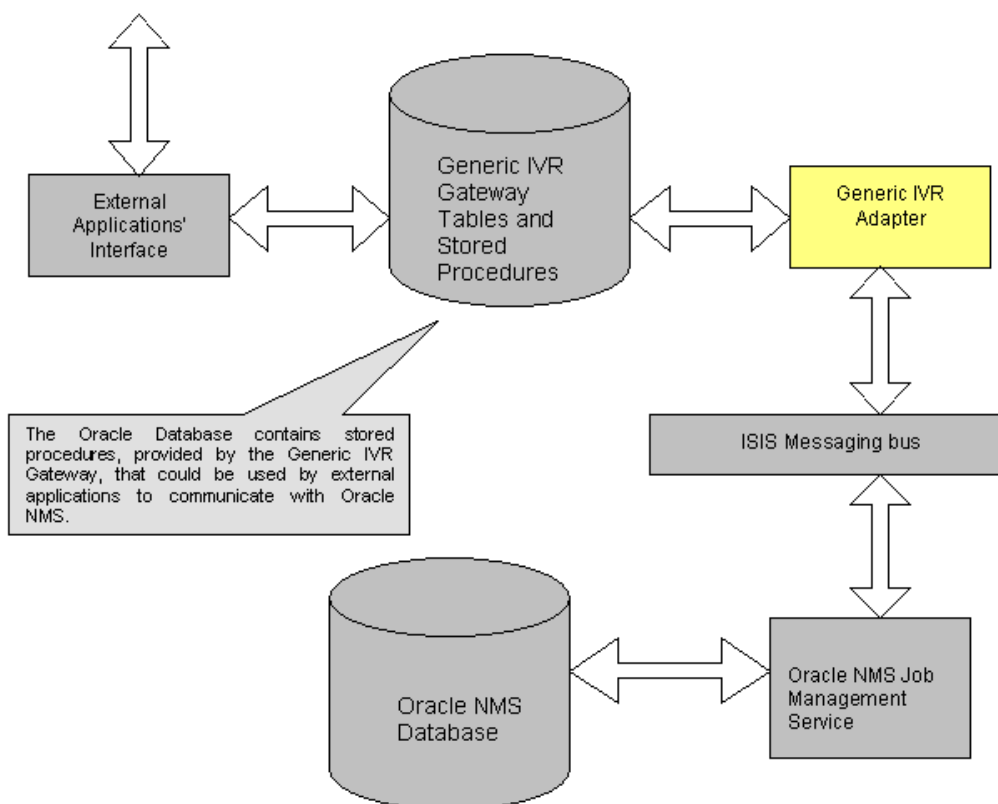 External
Applications'
Interface
Generic IVR
Gateway
Tables and
Stored
Procedures
Generic IVR
Adapter
The Oracle Database contains stored
procedures, provided by the Generic IVR
Gateway, that could be used by external
applications to communicate with Oracle
NMS.
ISIS Messaging bus
Oracle NMS
Database
Oracle NMS Job
Management
Service